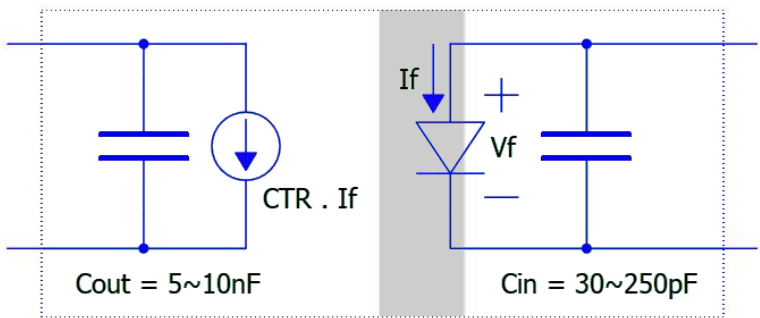 If
+
Vf
−
CTR . If
Cout = 5~10nF
Cin = 30~250pF